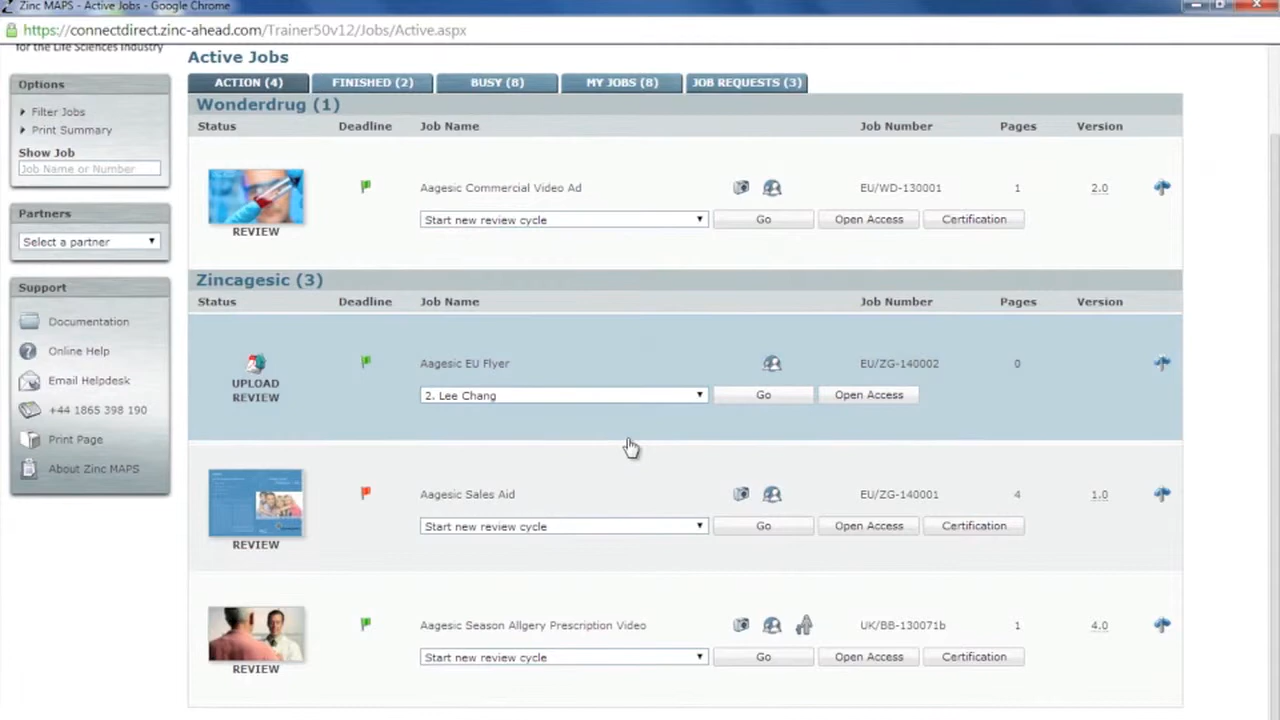 Zinc MAPS - Active Jobs - Google Chrome
https://connectdirect.zinc-ahead.com/Trainer50v12/Jobs/Active.aspx
for the Life Sciences Industry
Active Jobs
Options
ACTION (4) FINISHED (2) BUSY (8) MY JOBS (8) JOB REQUESTS (3)
Filter Jobs
Print Summary
Show Job
Job Name or Number
Partners
Select a partner
Support
Documentation
Online Help
Email Helpdesk
+44 1865 398 190
Print Page
About Zinc MAPS
Wonderdrug (1)
Status Deadline Job Name Job Number Pages Version
Aagesic Commercial Video Ad EU/WD-130001 1 2.0
Start new review cycle Go Open Access Certification
REVIEW
Zincagesic (3)
Status Deadline Job Name Job Number Pages Version
Aagesic EU Flyer EU/ZG-140002 0
UPLOAD
REVIEW
2. Lee Chang Go Open Access
Aagesic Sales Aid EU/ZG-140001 4 1.0
Start new review cycle Go Open Access Certification
REVIEW
Aagesic Season Allgery Prescription Video UK/BB-130071b 1 4.0
Start new review cycle Go Open Access Certification
REVIEW